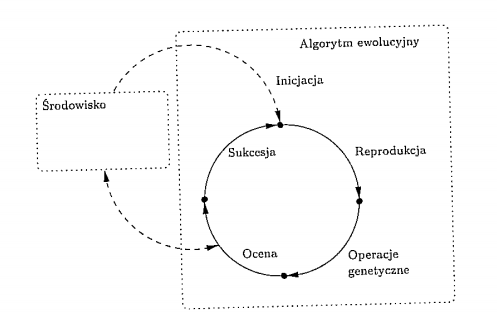 Algorytm ewolucyjny
Inicjacja
Środowisko
Sukcesja
Reprodukcja
Ocena
Operacje
genetyczne